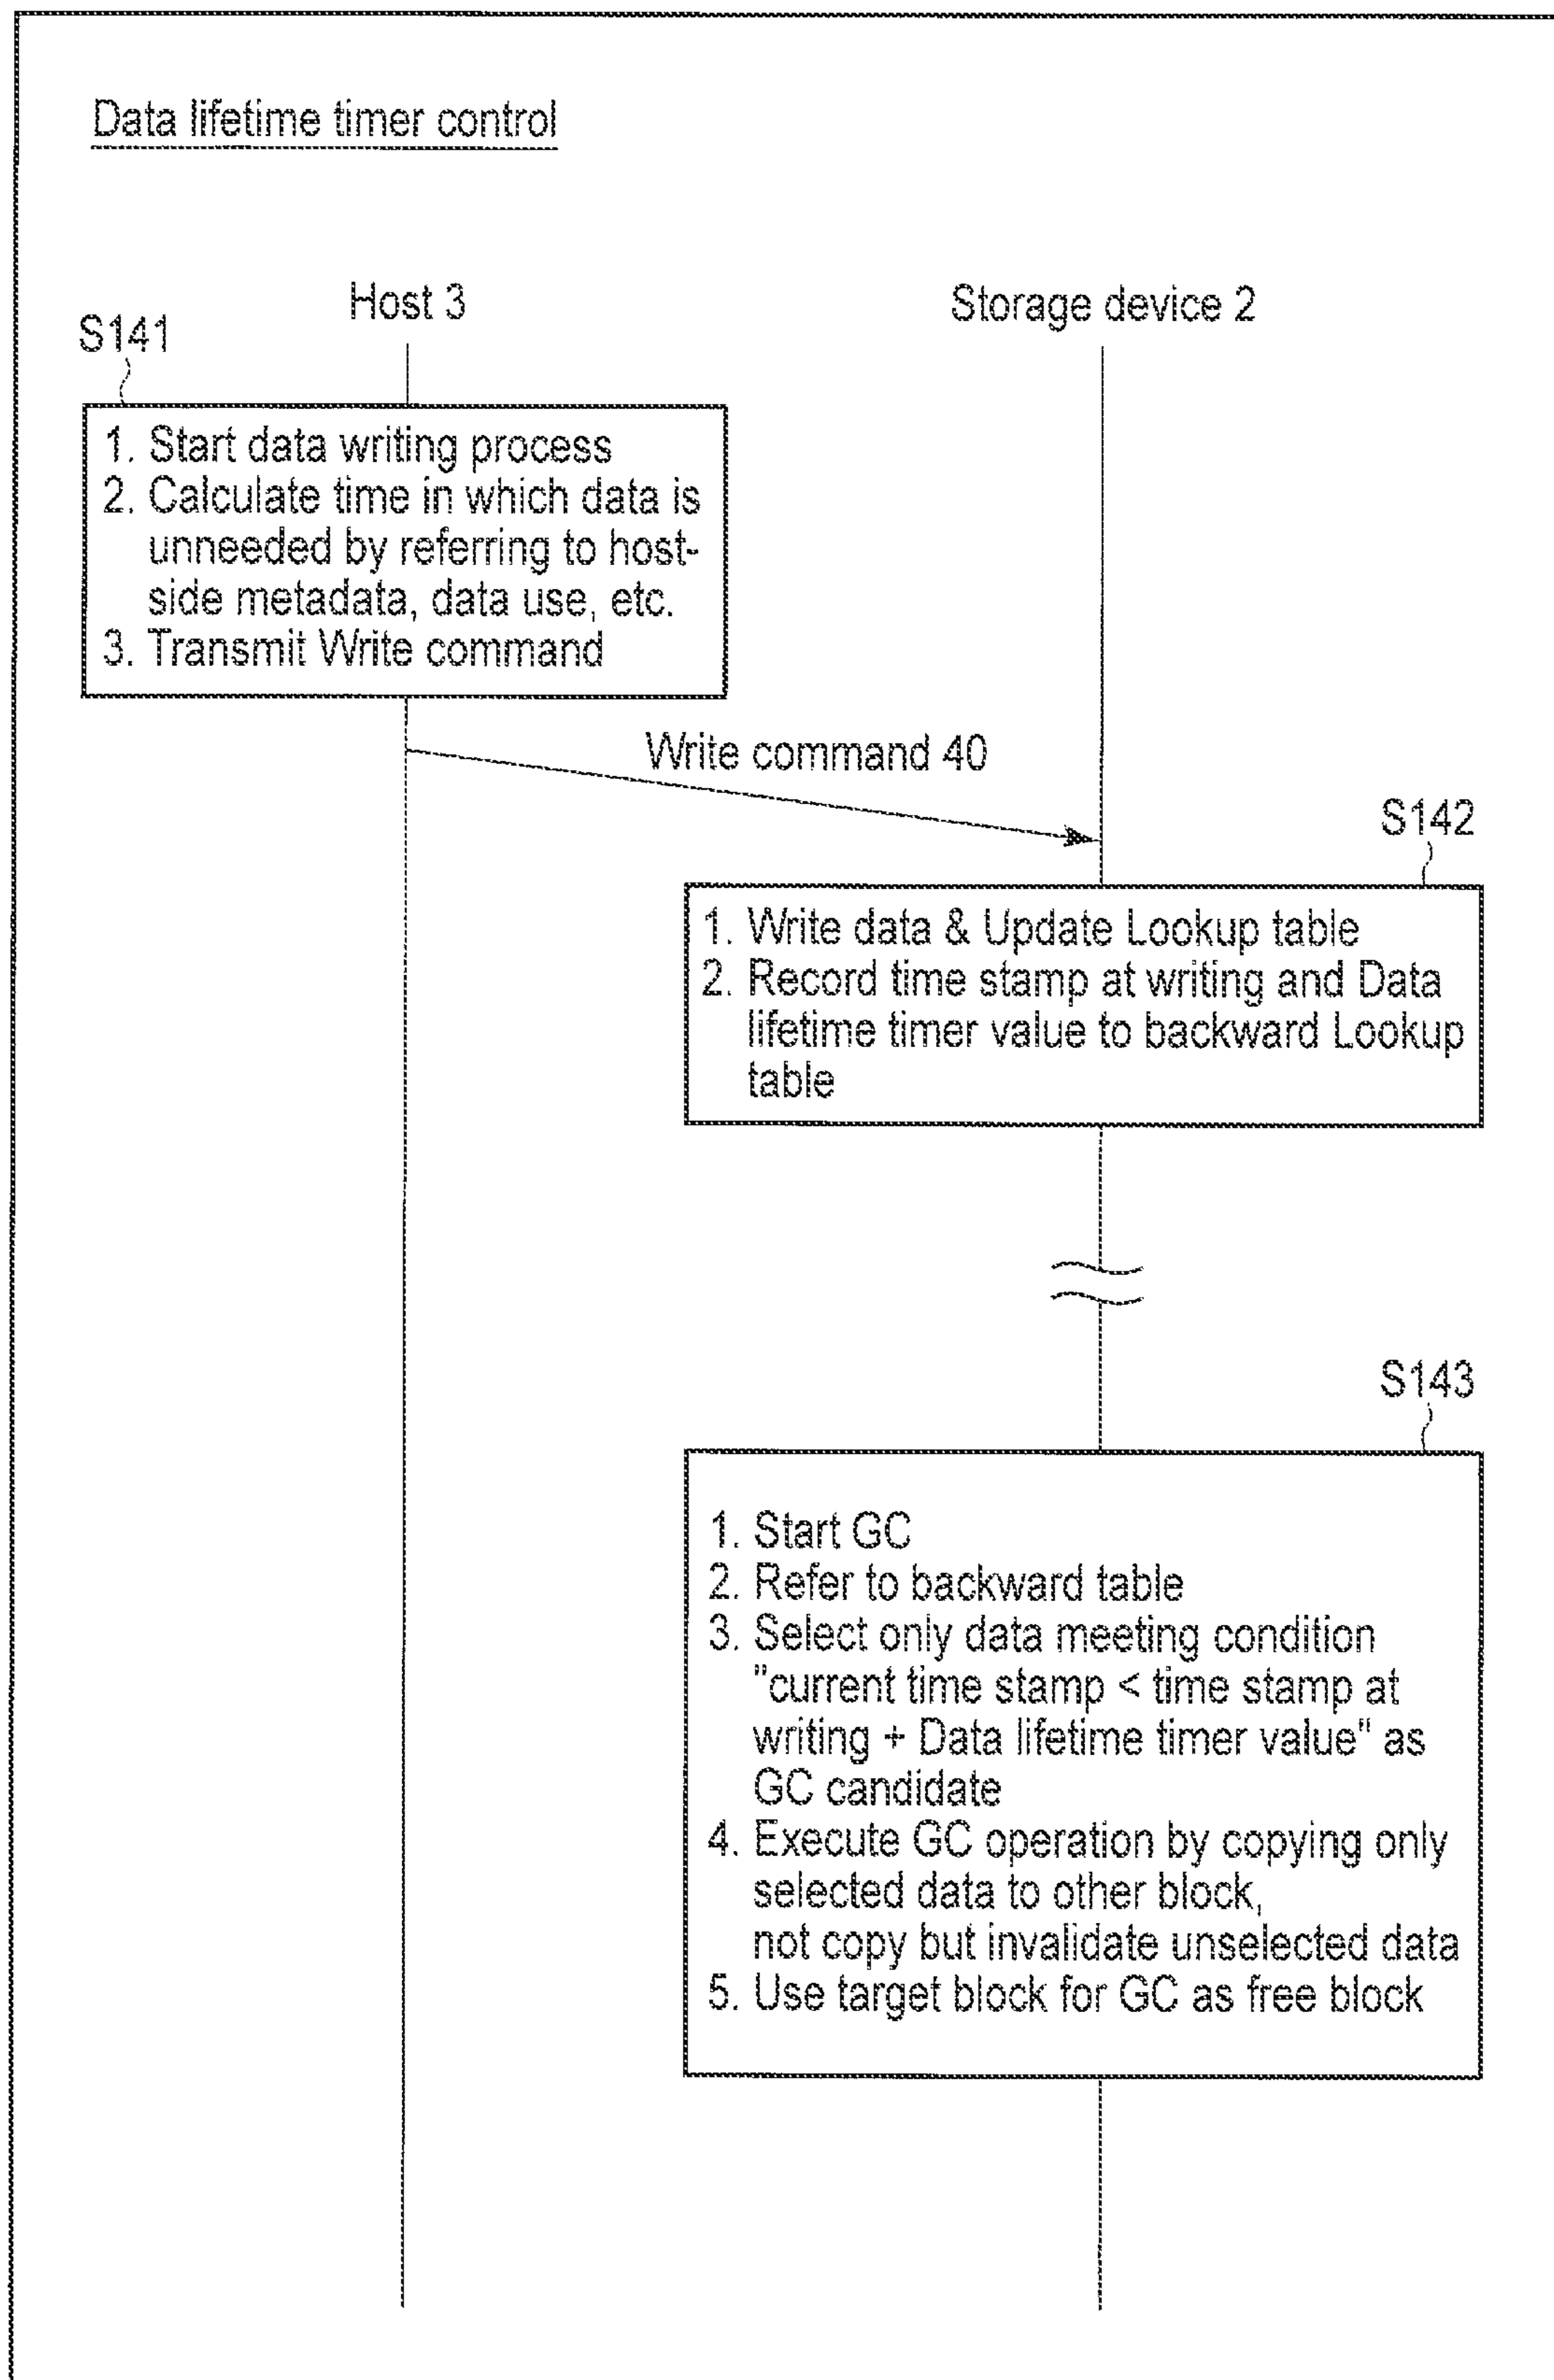 Data lifetime timer control
Host 3
Storage device 2
S141
1. Start data writing process
2. Calculate time in which data is
unneeded by referring to host-
side metadata, data use, etc.
3. Transmit Write command
Write command 40
S142
1. Write data & Update Lookup table
2. Record time stamp at writing and Data
lifetime timer value to backward Lookup
table
S143
1. Start GC
2. Refer to backward table
3. Select only data meeting condition
"current time stamp < time stamp at
writing + Data lifetime timer value" as
GC candidate
4. Execute GC operation by copying only
selected data to other block,
not copy but invalidate unselected data
5. Use target block for GC as free block